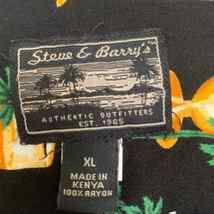 Steve & Barry's
AUTHENTIC OUTFITTERS
EST. 1985
XL
MADE IN
KENYA
100% RAYON